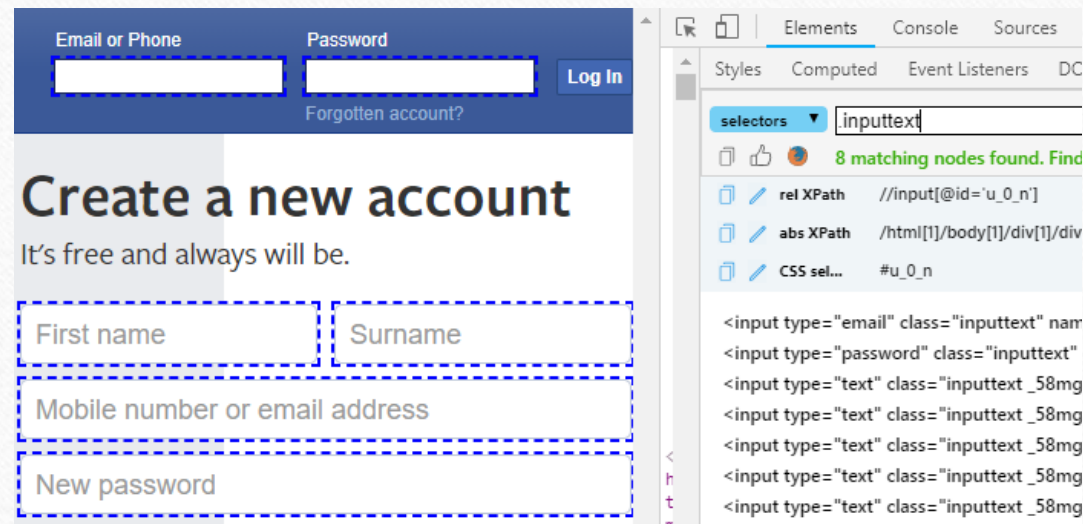 Email or Phone Password
Log In
Forgotten account?
Create a new account
It's free and always will be.
First name Surname
Mobile number or email address
New password
Elements Console Sources
Styles Computed Event Listeners DO
selectors ▼ .inputtext
8 matching nodes found. Find
rel XPath //input[@id='u_0_n']
abs XPath /html[1]/body[1]/div[1]/div
CSS sel... #u_0_n
<input type="email" class="inputtext" nam
<input type="password" class="inputtext"
<input type="text" class="inputtext _58mg
<input type="text" class="inputtext _58mg
<input type="text" class="inputtext _58mg
<input type="text" class="inputtext _58mg
<input type="text" class="inputtext _58mg
<
h
t